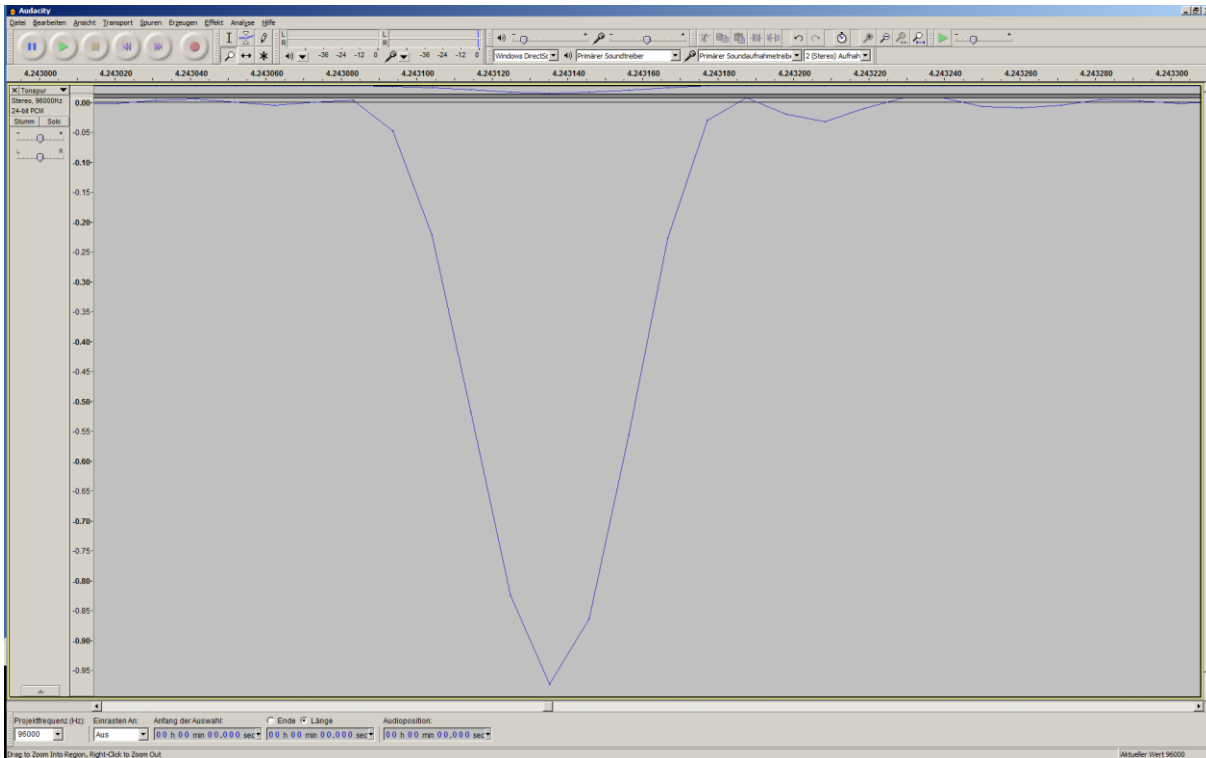 Audacity
Datei Bearbeiten Ansicht Transport Spuren Erzeugen Effekt Analyse Hilfe
L
R
L
R
-36 -24 -12 0
-36 -24 -12 0
Windows DirectSo
Primärer Soundtreiber
Primärer Soundaufnahmetreib
2 (Stereo) Aufnah
4.243000 4.243020 4.243040 4.243060 4.243080 4.243100 4.243120 4.243140 4.243160 4.243180 4.243200 4.243220 4.243240 4.243260 4.243280 4.243300
X Tonspur
Stereo, 96000Hz
24-bit PCM
Stumm Solo
- +
L R
0.00
-0.05
-0.10
-0.15
-0.20
-0.25
-0.30
-0.35
-0.40
-0.45
-0.50
-0.55
-0.60
-0.65
-0.70
-0.75
-0.80
-0.85
-0.90
-0.95
Projektfrequenz (Hz): Einrasten An: Anfang der Auswahl: Ende Länge Audioposition:
96000 Aus 00 h 00 min 00.000 sec 00 h 00 min 00.000 sec 00 h 00 min 00.000 sec
Drag to Zoom Into Region, Right-Click to Zoom Out
Aktueller Wert 96000